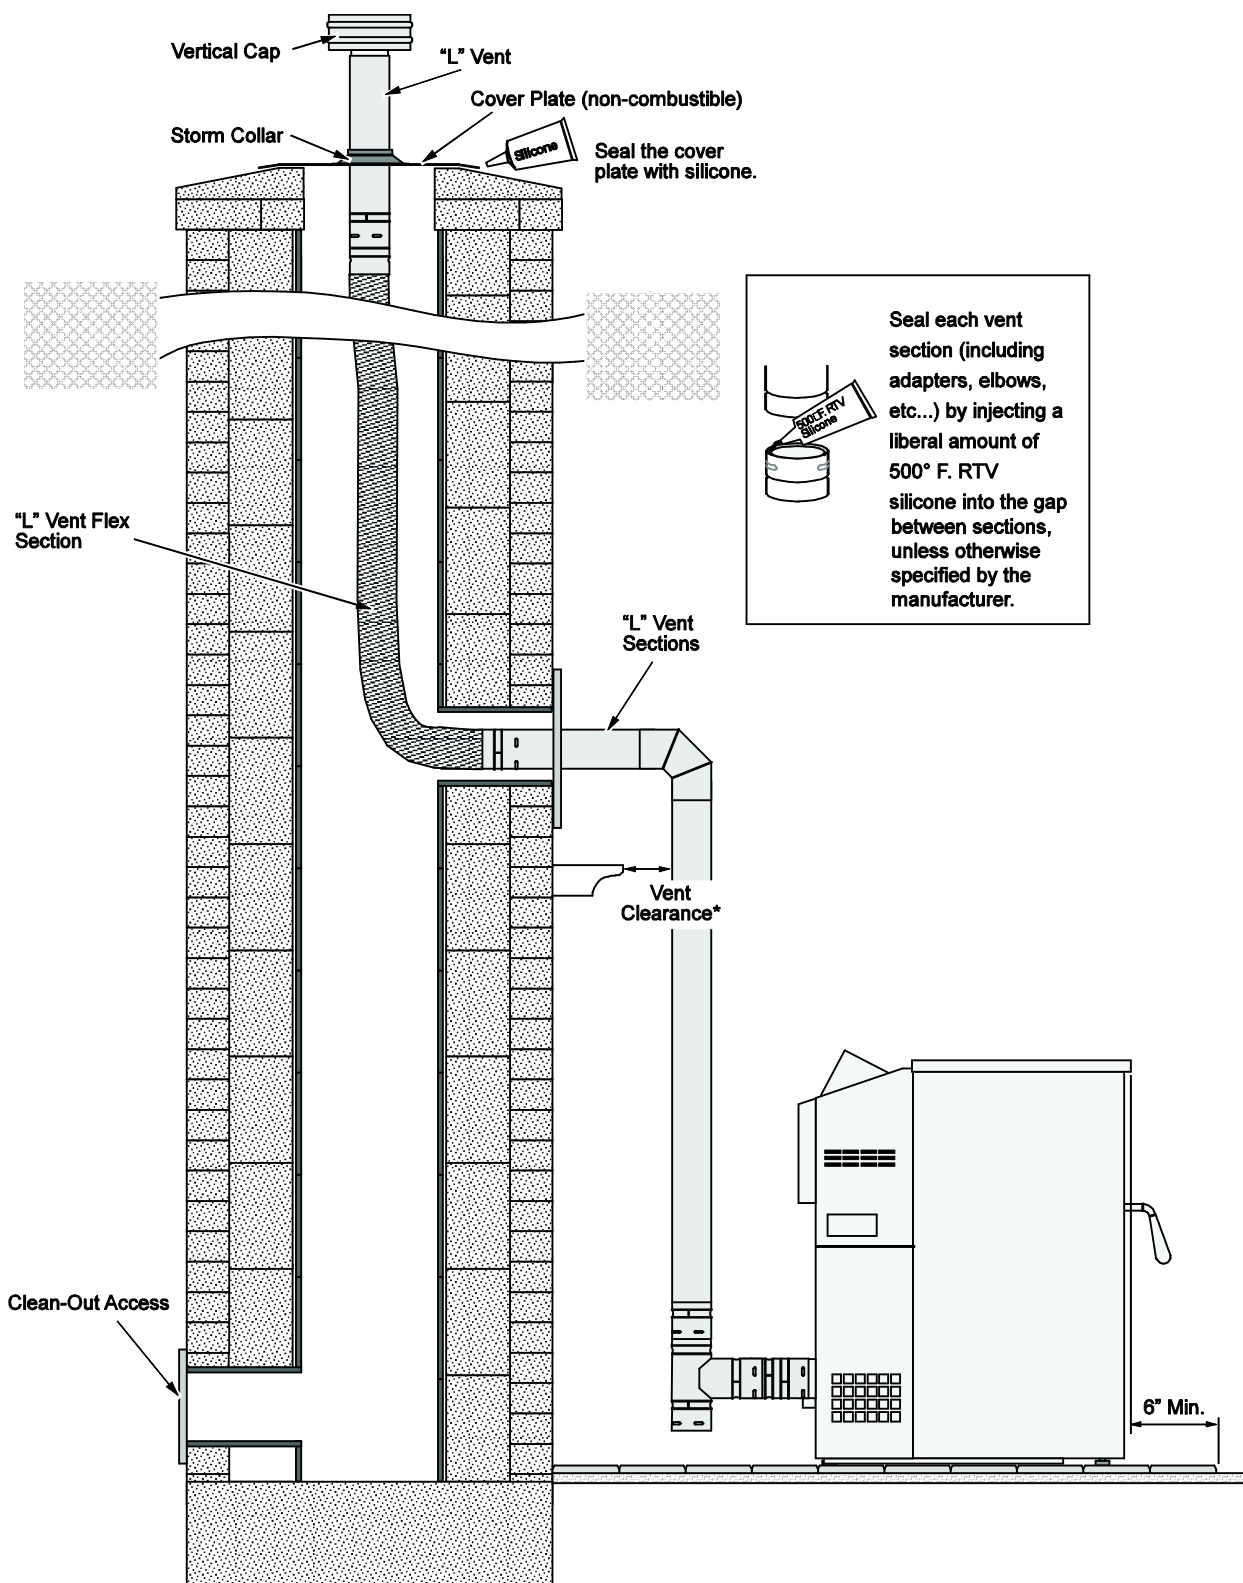 Vertical Cap
“L” Vent
Cover Plate (non-combustible)
Storm Collar
Silicone
Seal the cover
plate with silicone.
Seal each vent
section (including
adapters, elbows,
etc...) by injecting a
liberal amount of
500° F. RTV
silicone into the gap
between sections,
unless otherwise
specified by the
manufacturer.
500□F. RTV
Silicone
“L” Vent Flex
Section
“L” Vent
Sections
Vent
Clearance*
Clean-Out Access
6” Min.